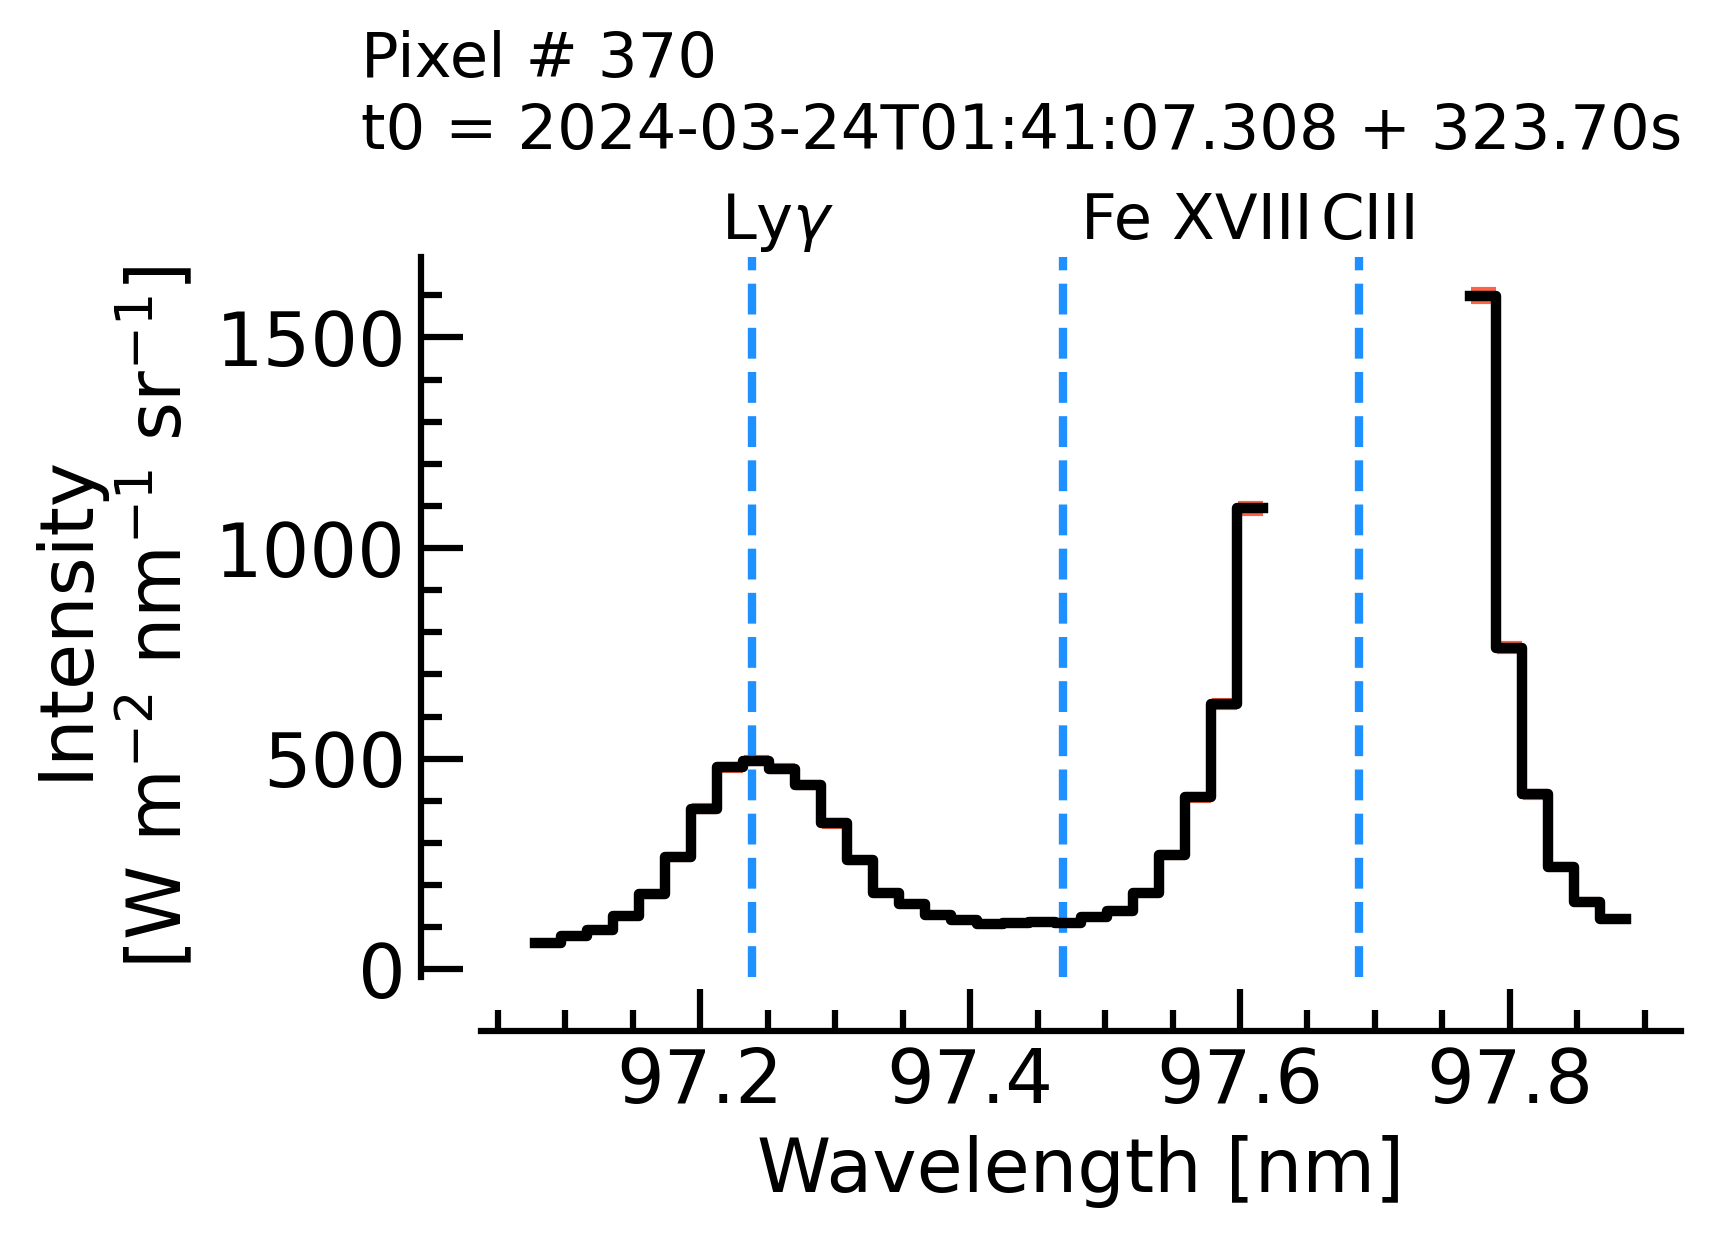 Pixel # 370
t0 = 2024-03-24T01:41:07.308 + 323.70s
Lyγ Fe XVIII CIII
Intensity
[W m⁻² nm⁻¹ sr⁻¹]
1500
1000
500
0
97.2 97.4 97.6 97.8
Wavelength [nm]